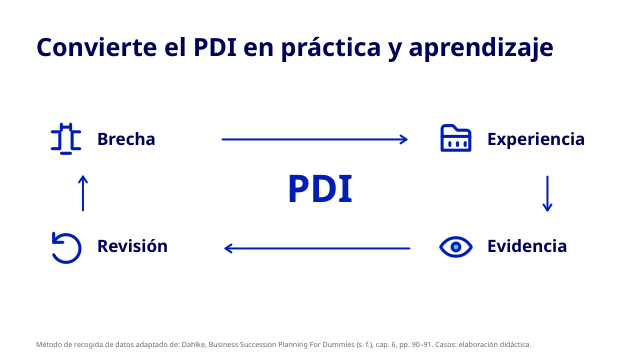 Convierte el PDI en práctica y aprendizaje
Brecha
Experiencia
PDI
Revisión
Evidencia
Método de recogida de datos adaptado de: Dahlke, Business Succession Planning For Dummies (s. f.), cap. 6, pp. 90–91. Casos: elaboración didáctica.